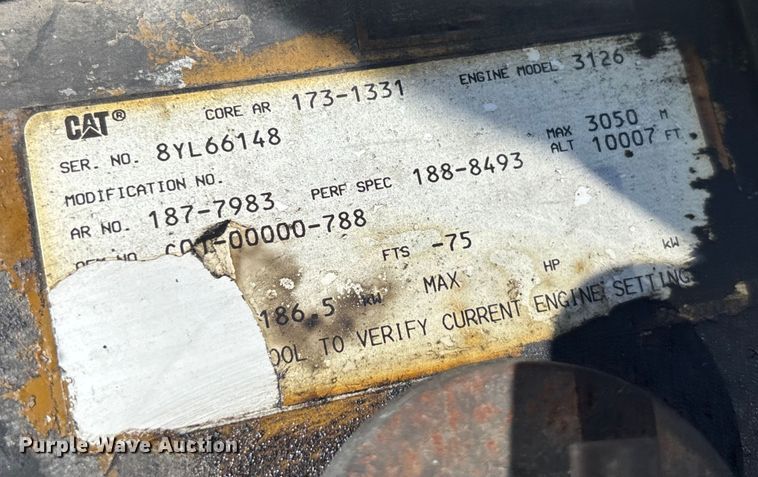 CAT® CORE AR 173-1331 ENGINE MODEL 3126
SER. NO. 8YL66148
MODIFICATION NO. MAX 3050 M
AR NO. 187-7983 PERF SPEC 188-8493 ALT 10007 FT
NO. -00000-788
FTS -75
186.5 KW MAX HP KW
TO VERIFY CURRENT ENGINE SETTING
Purple Wave Auction